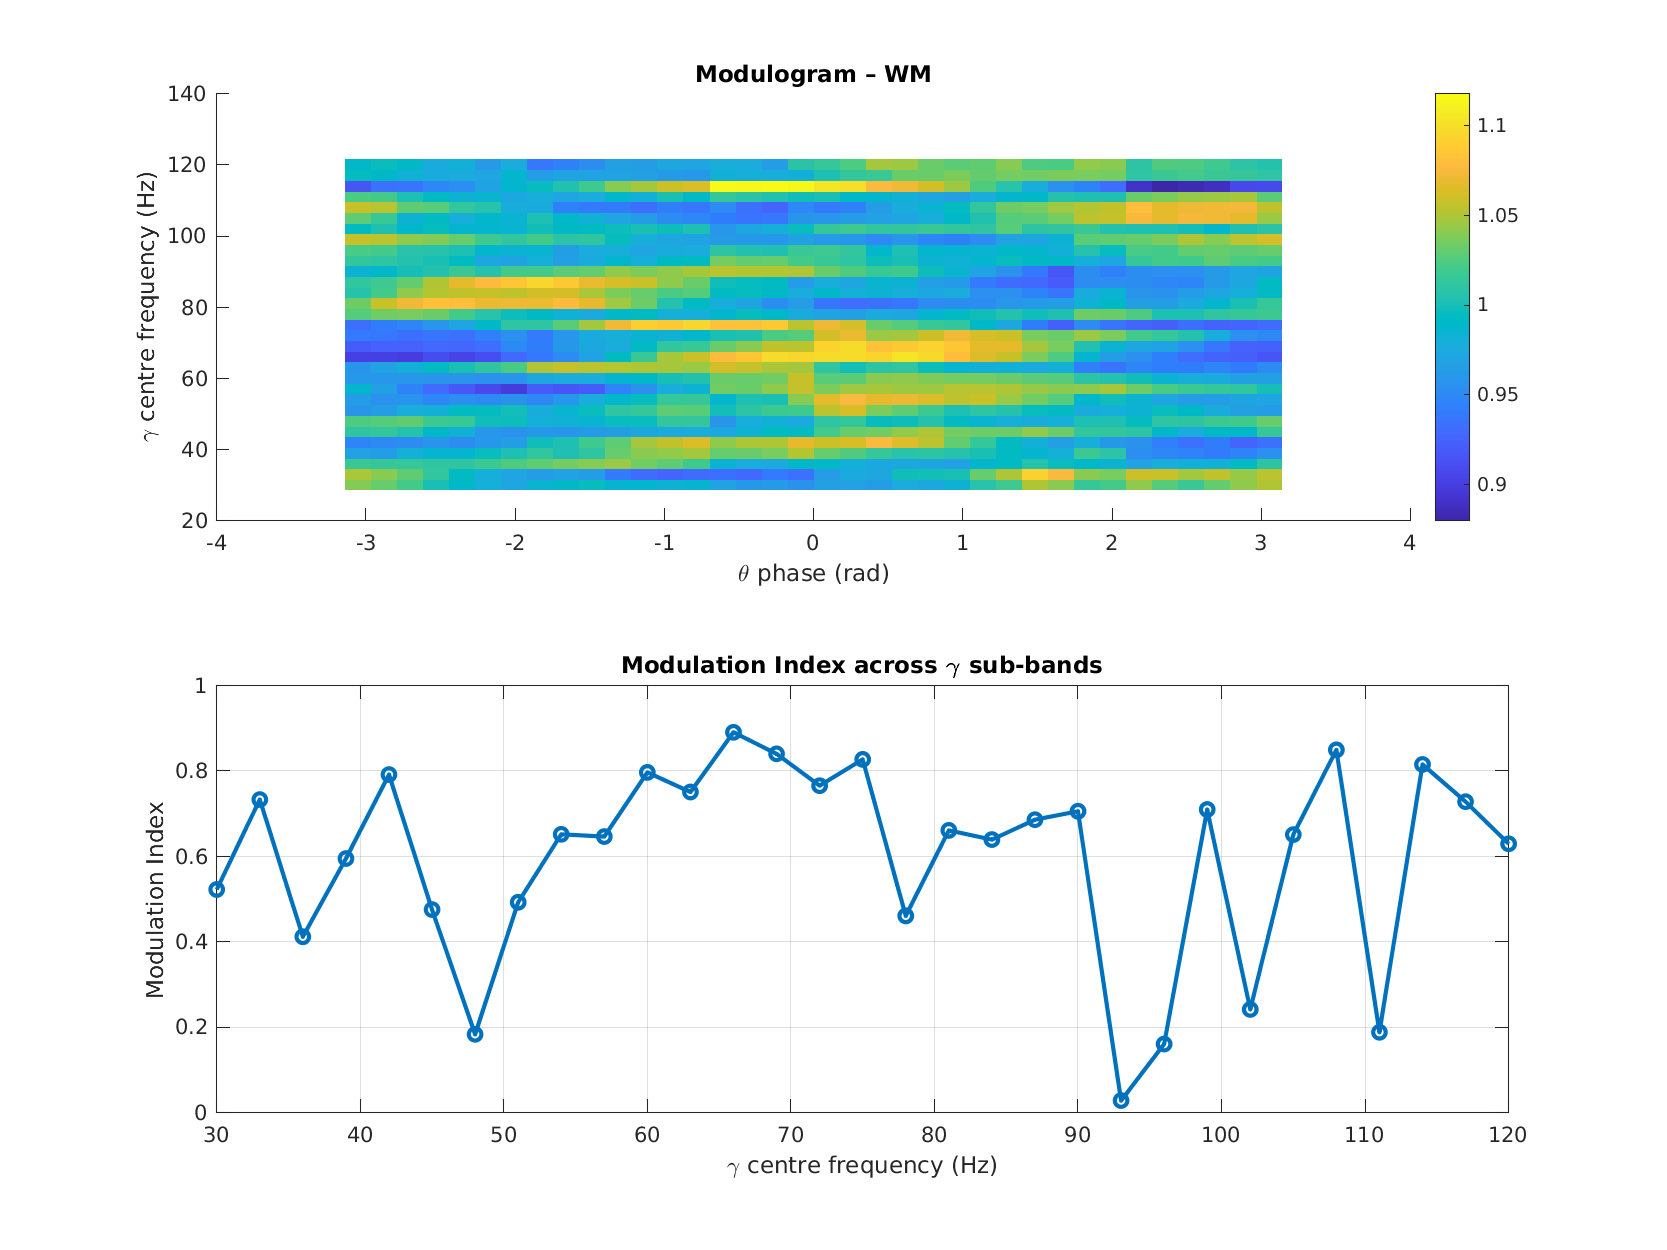 Modulogram – WM
140
120
100
80
60
40
20
γ centre frequency (Hz)
-4 -3 -2 -1 0 1 2 3 4
θ phase (rad)
1.1
1.05
1
0.95
0.9
Modulation Index across γ sub-bands
1
0.8
0.6
0.4
0.2
0
Modulation Index
30 40 50 60 70 80 90 100 110 120
γ centre frequency (Hz)